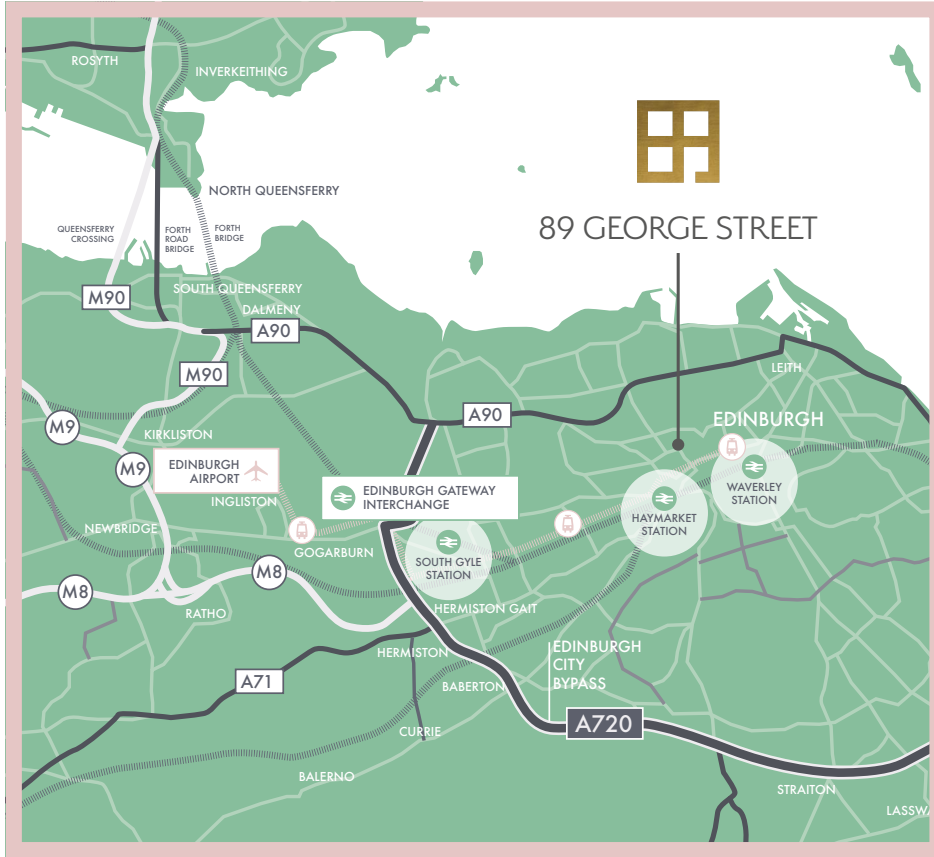 ROSYTH
INVERKEITHING
NORTH QUEENSFERRY
89 GEORGE STREET
QUEENSFERRY
CROSSING
FORTH
ROAD
BRIDGE
FORTH
BRIDGE
M90
SOUTH QUEENSFERRY
DALMENY
A90
M90
LEITH
A90
EDINBURGH
M9
KIRKLISTON
M9
EDINBURGH
AIRPORT
WAVERLEY
STATION
INGLISTON
EDINBURGH GATEWAY
INTERCHANGE
HAYMARKET
STATION
NEWBRIDGE
GOGARBURN
SOUTH GYLE
STATION
M8
M8
RATHO
HERMISTON GAIT
HERMISTON
EDINBURGH
CITY
BYPASS
A71
BABERTON
A720
CURRIE
BALERNO
STRAITON
LASSWA